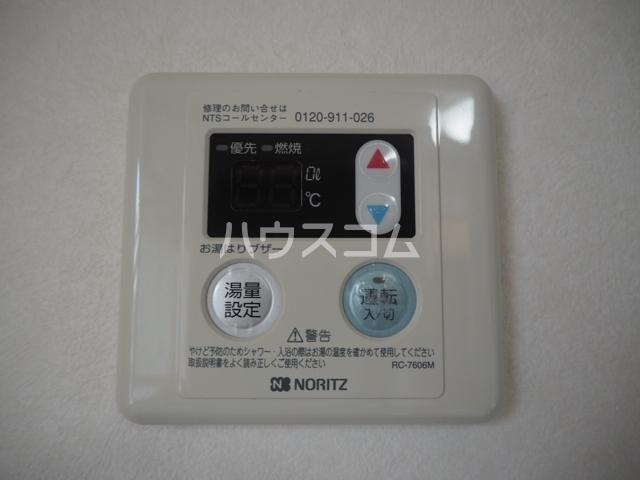 修理のお問い合せは
NTSコールセンター 0120-911-026
優先 燃焼
0ℓ
℃
ハウスコム
お湯はりブザー
湯量
設定
運転
入/切
⚠警告
やけど予防のためシャワー・入浴の際はお湯の温度を確かめて使用してください
取扱説明書をよく読み正しくご使用ください
RC-7606M
NORITZ